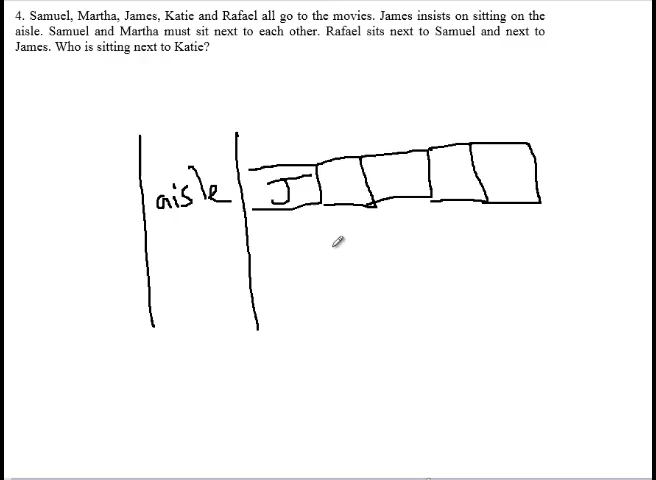 4. Samuel, Martha, James, Katie and Rafael all go to the movies. James insists on sitting on the
aisle. Samuel and Martha must sit next to each other. Rafael sits next to Samuel and next to
James. Who is sitting next to Katie?
aisle J